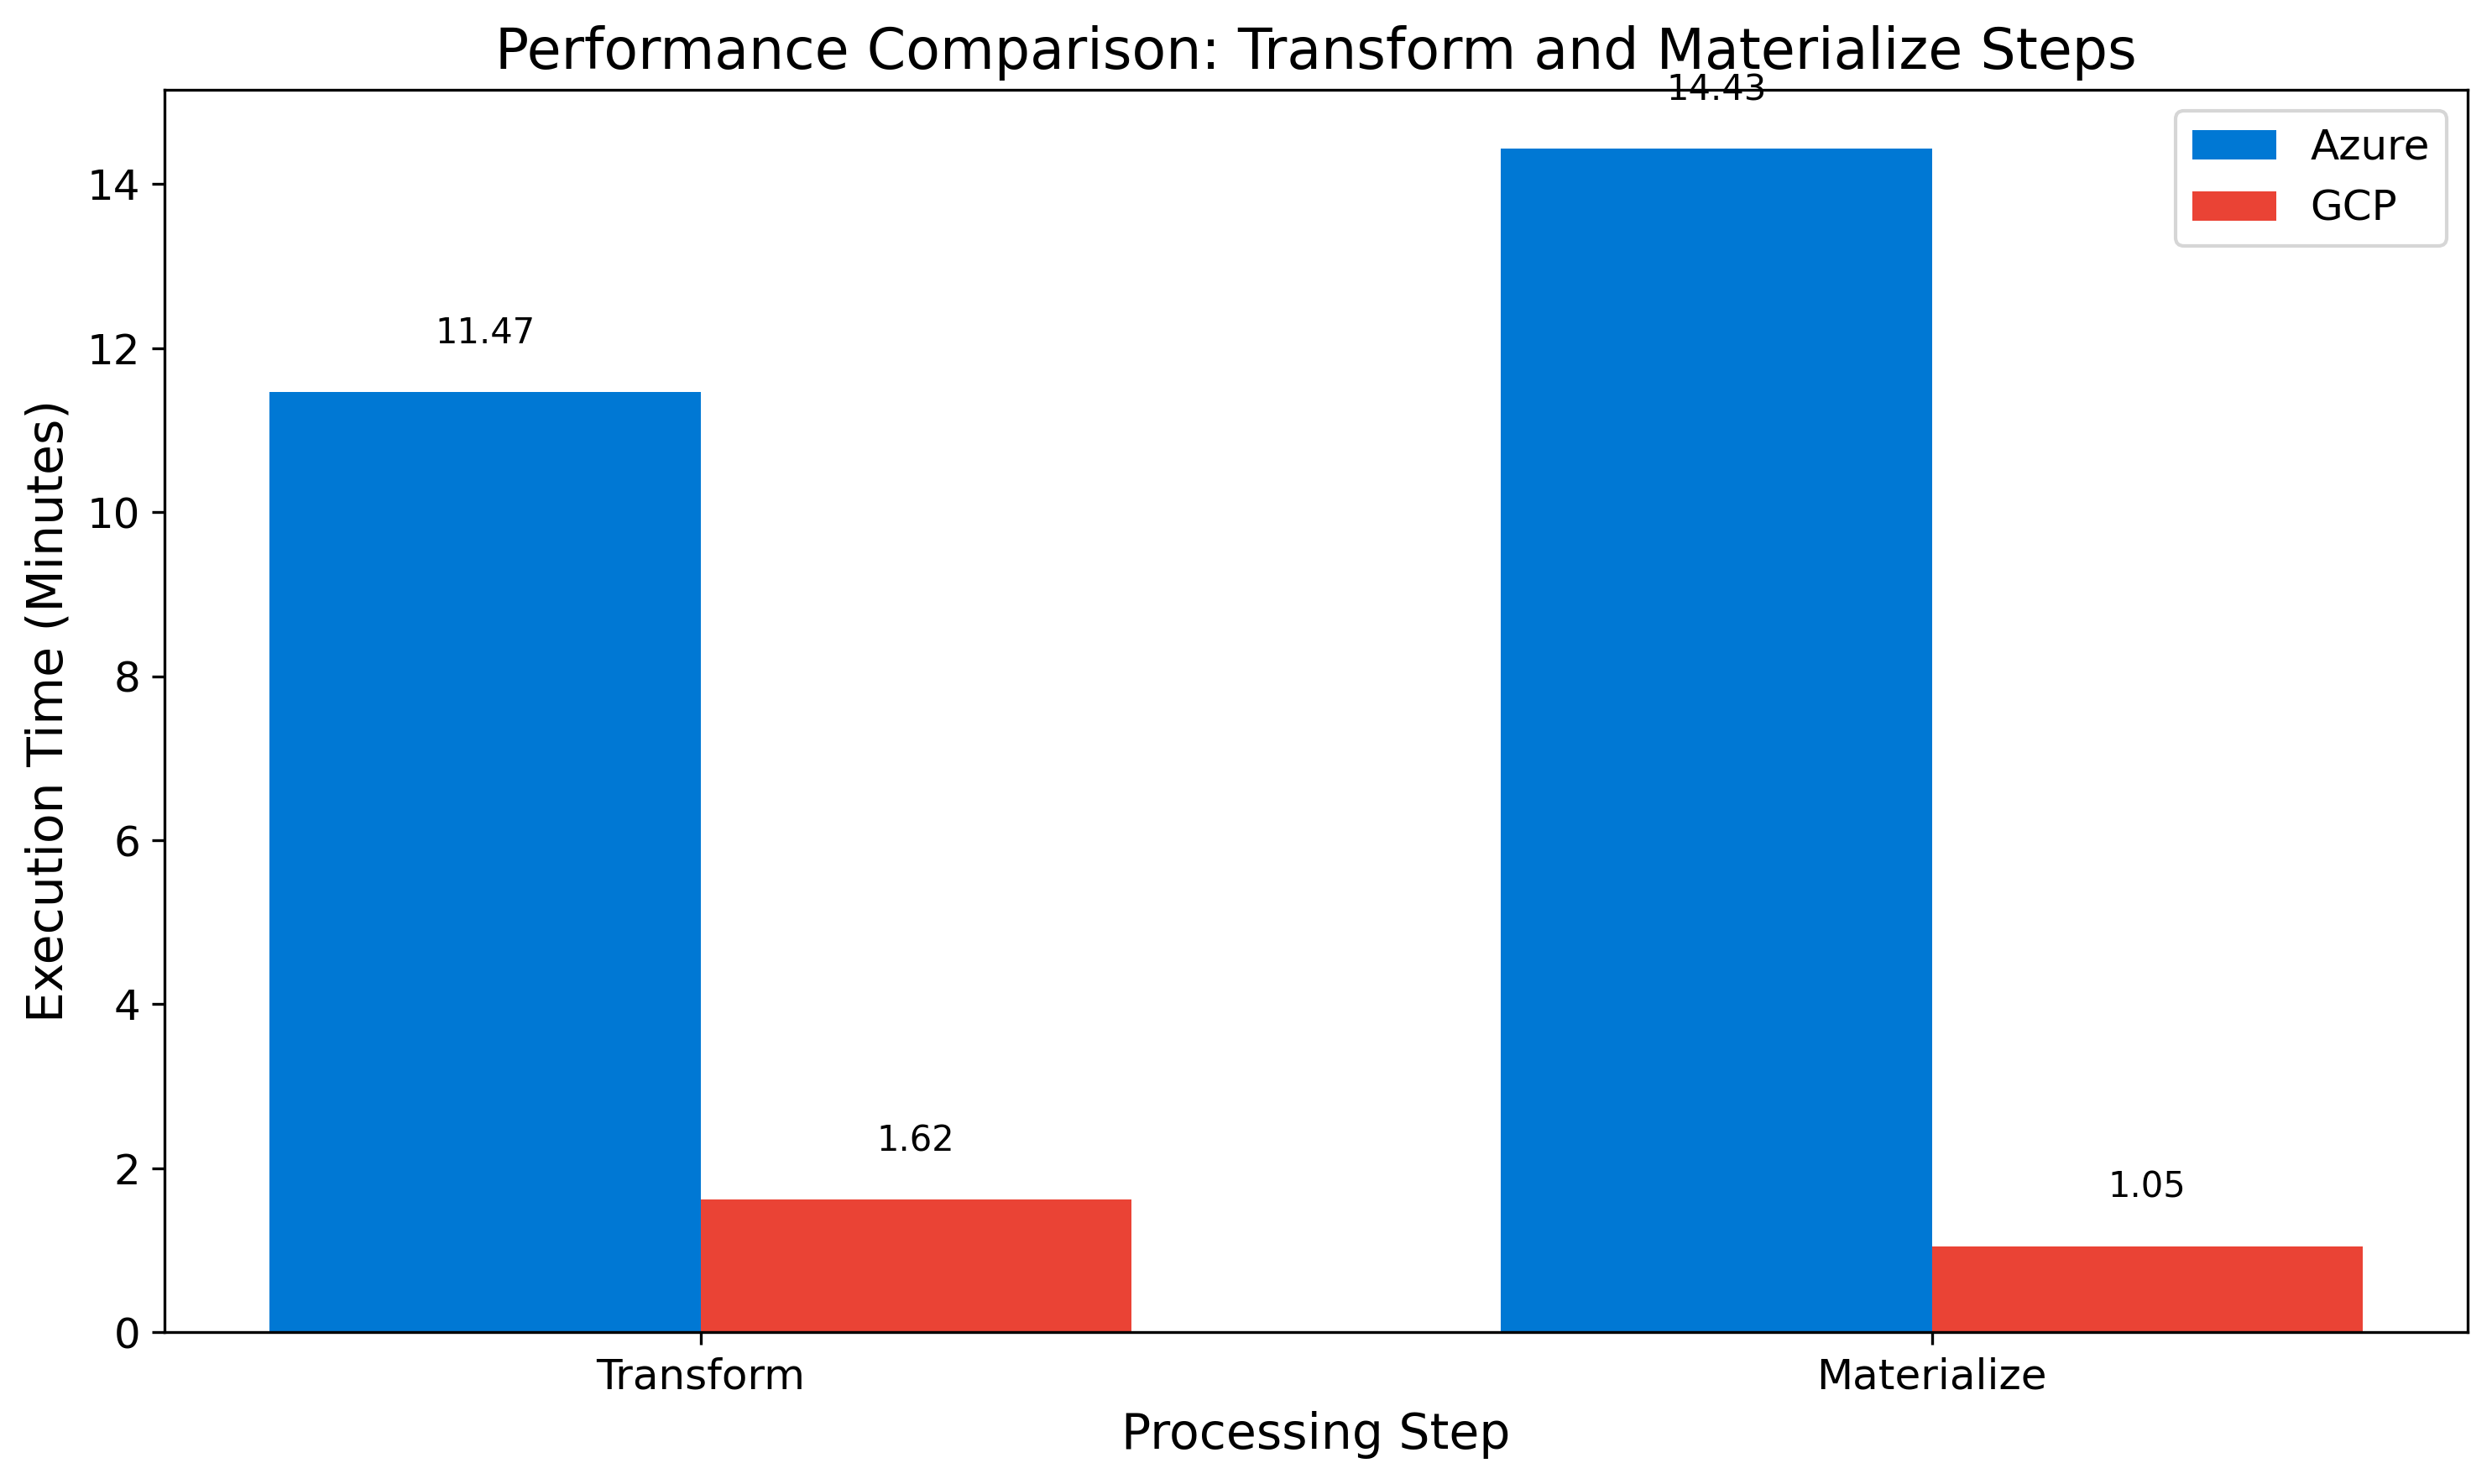 Performance Comparison: Transform and Materialize Steps
14.43
Azure
GCP
14
11.47
12
10
8
6
4
1.62
2
1.05
0
Execution Time (Minutes)
Transform
Materialize
Processing Step